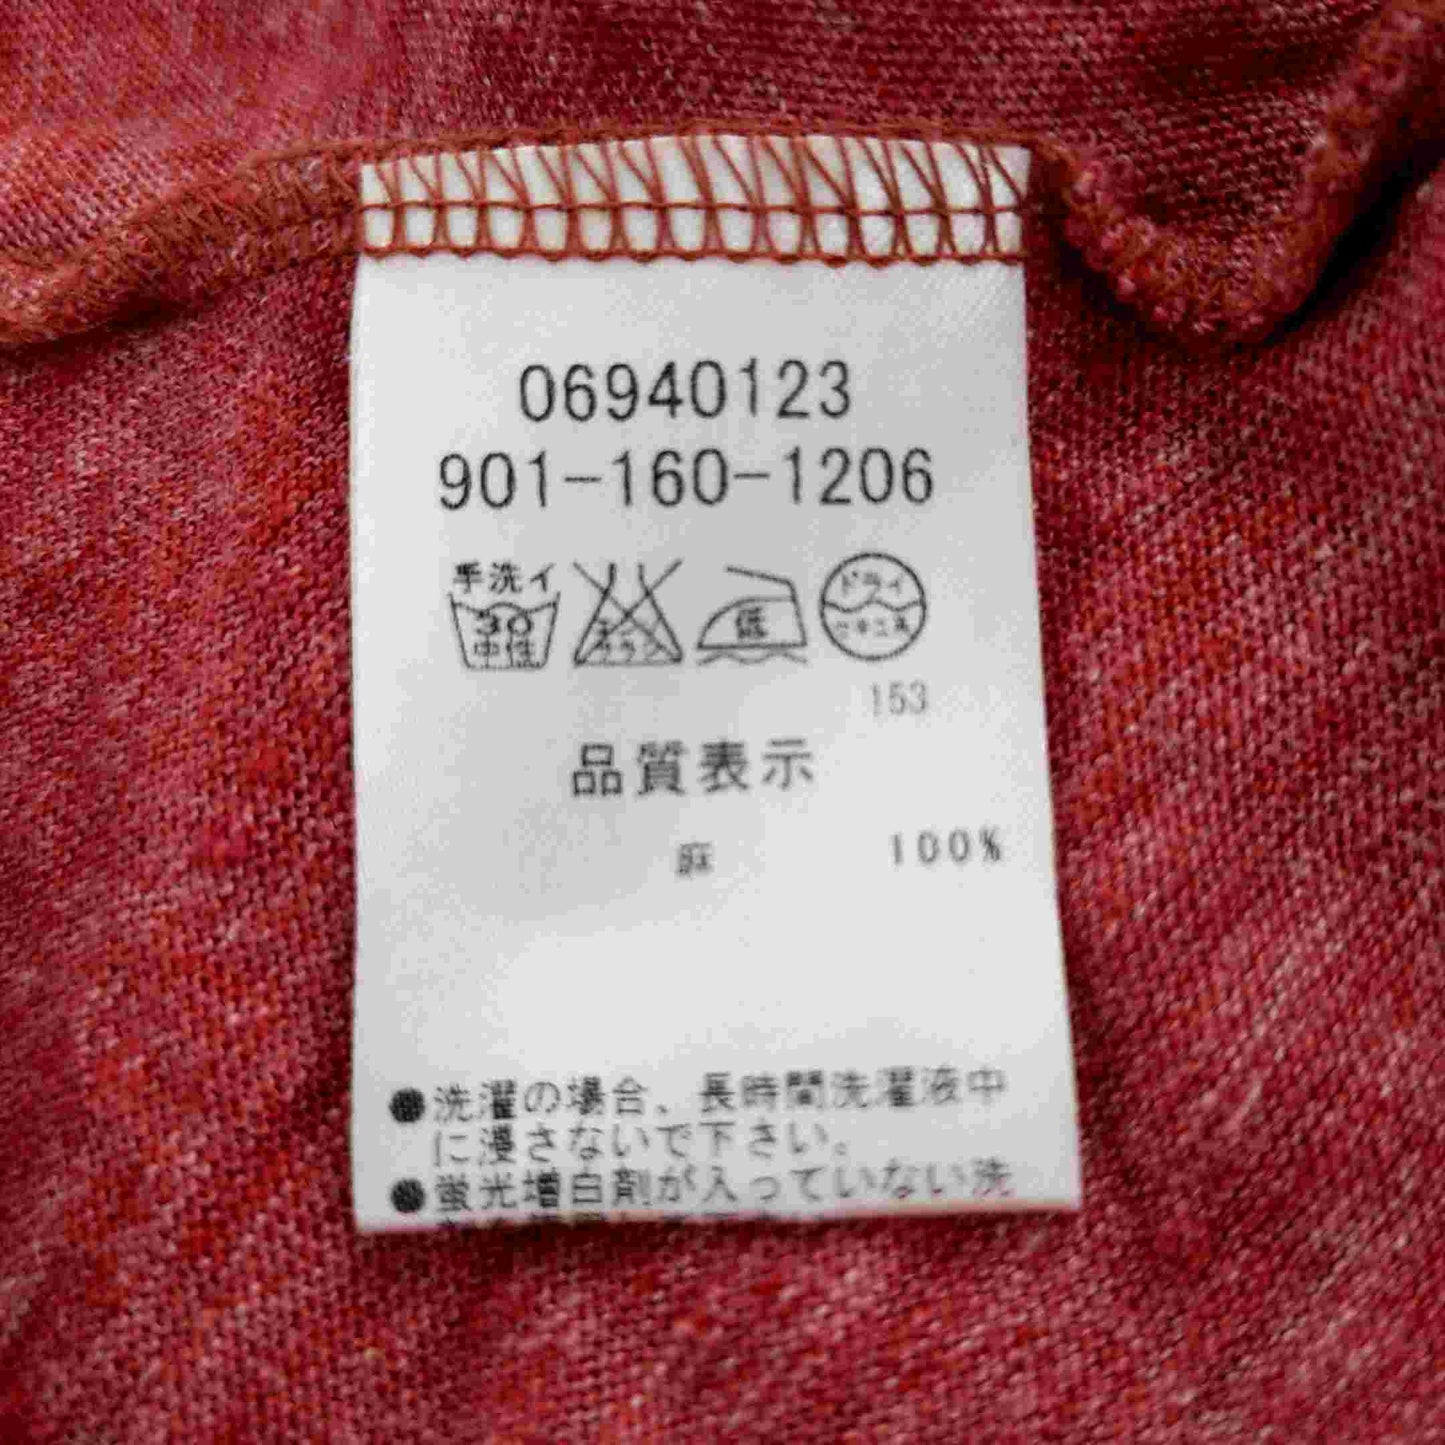 06940123
901-160-1206
手洗イ
30
中性
エンソ
サラシ
低
ドライ
セキユ系
153
品質表示
麻 100%
●洗濯の場合、長時間洗濯液中
に浸さないで下さい。
●蛍光増白剤が入っていない洗